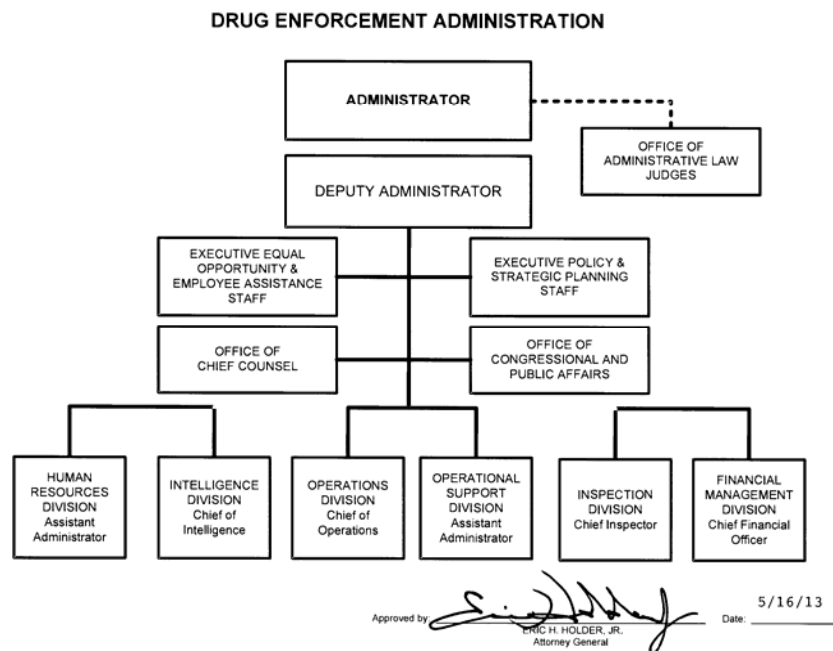 DRUG ENFORCEMENT ADMINISTRATION
ADMINISTRATOR
OFFICE OF
ADMINISTRATIVE LAW
JUDGES
DEPUTY ADMINISTRATOR
EXECUTIVE EQUAL
OPPORTUNITY &
EMPLOYEE ASSISTANCE
STAFF
EXECUTIVE POLICY &
STRATEGIC PLANNING
STAFF
OFFICE OF
CHIEF COUNSEL
OFFICE OF
CONGRESSIONAL AND
PUBLIC AFFAIRS
HUMAN
RESOURCES
DIVISION
Assistant
Administrator
INTELLIGENCE
DIVISION
Chief of
Intelligence
OPERATIONS
DIVISION
Chief of
Operations
OPERATIONAL
SUPPORT
DIVISION
Assistant
Administrator
INSPECTION
DIVISION
Chief Inspector
FINANCIAL
MANAGEMENT
DIVISION
Chief Financial
Officer
Approved by: Date: 5/16/13
ERIC H. HOLDER, JR.
Attorney General